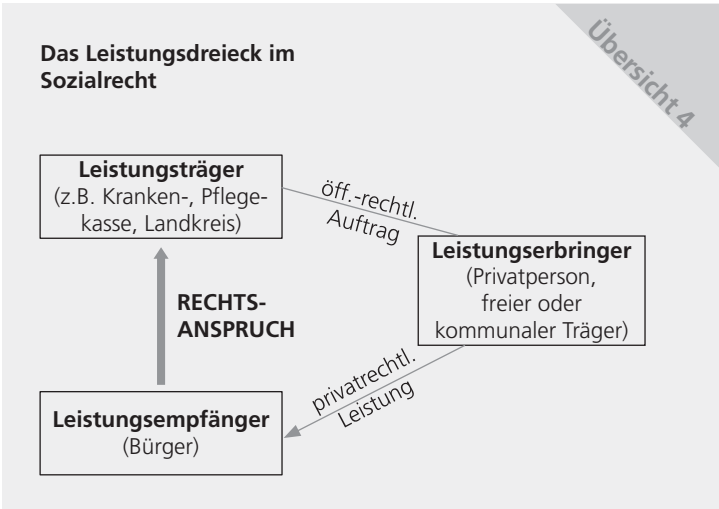 Das Leistungsdreieck im
Sozialrecht
Übersicht 4
Leistungsträger
(z.B. Kranken-, Pflege-
kasse, Landkreis)
öff.-rechtl.
Auftrag
Leistungserbringer
(Privatperson,
freier oder
kommunaler Träger)
RECHTS-
ANSPRUCH
privatrechtl.
Leistung
Leistungsempfänger
(Bürger)